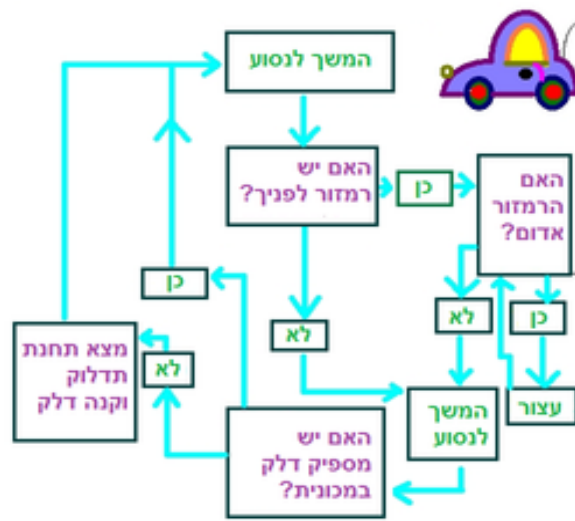 המשך לנסוע
האם יש
רמזור לפניך?
כן
האם
הרמזור
אדום?
כן
לא
כן
לא
מצא תחנת
תדלוק
וקנה דלק
לא
האם יש
מספיק דלק
במכונית?
המשך
לנסוע
עצור